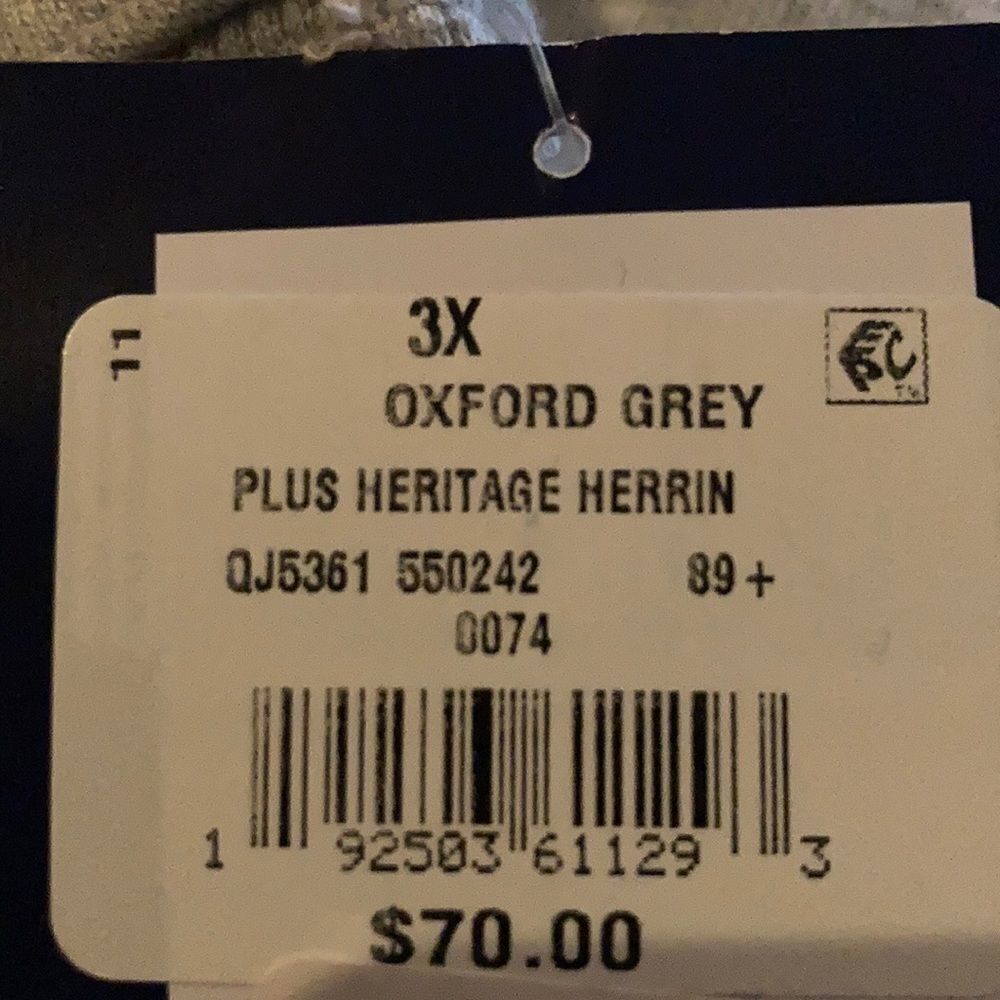 11
3X
OXFORD GREY
PLUS HERITAGE HERRIN
QJ5361 550242 89+
0074
1 92503 61129 3
$70.00